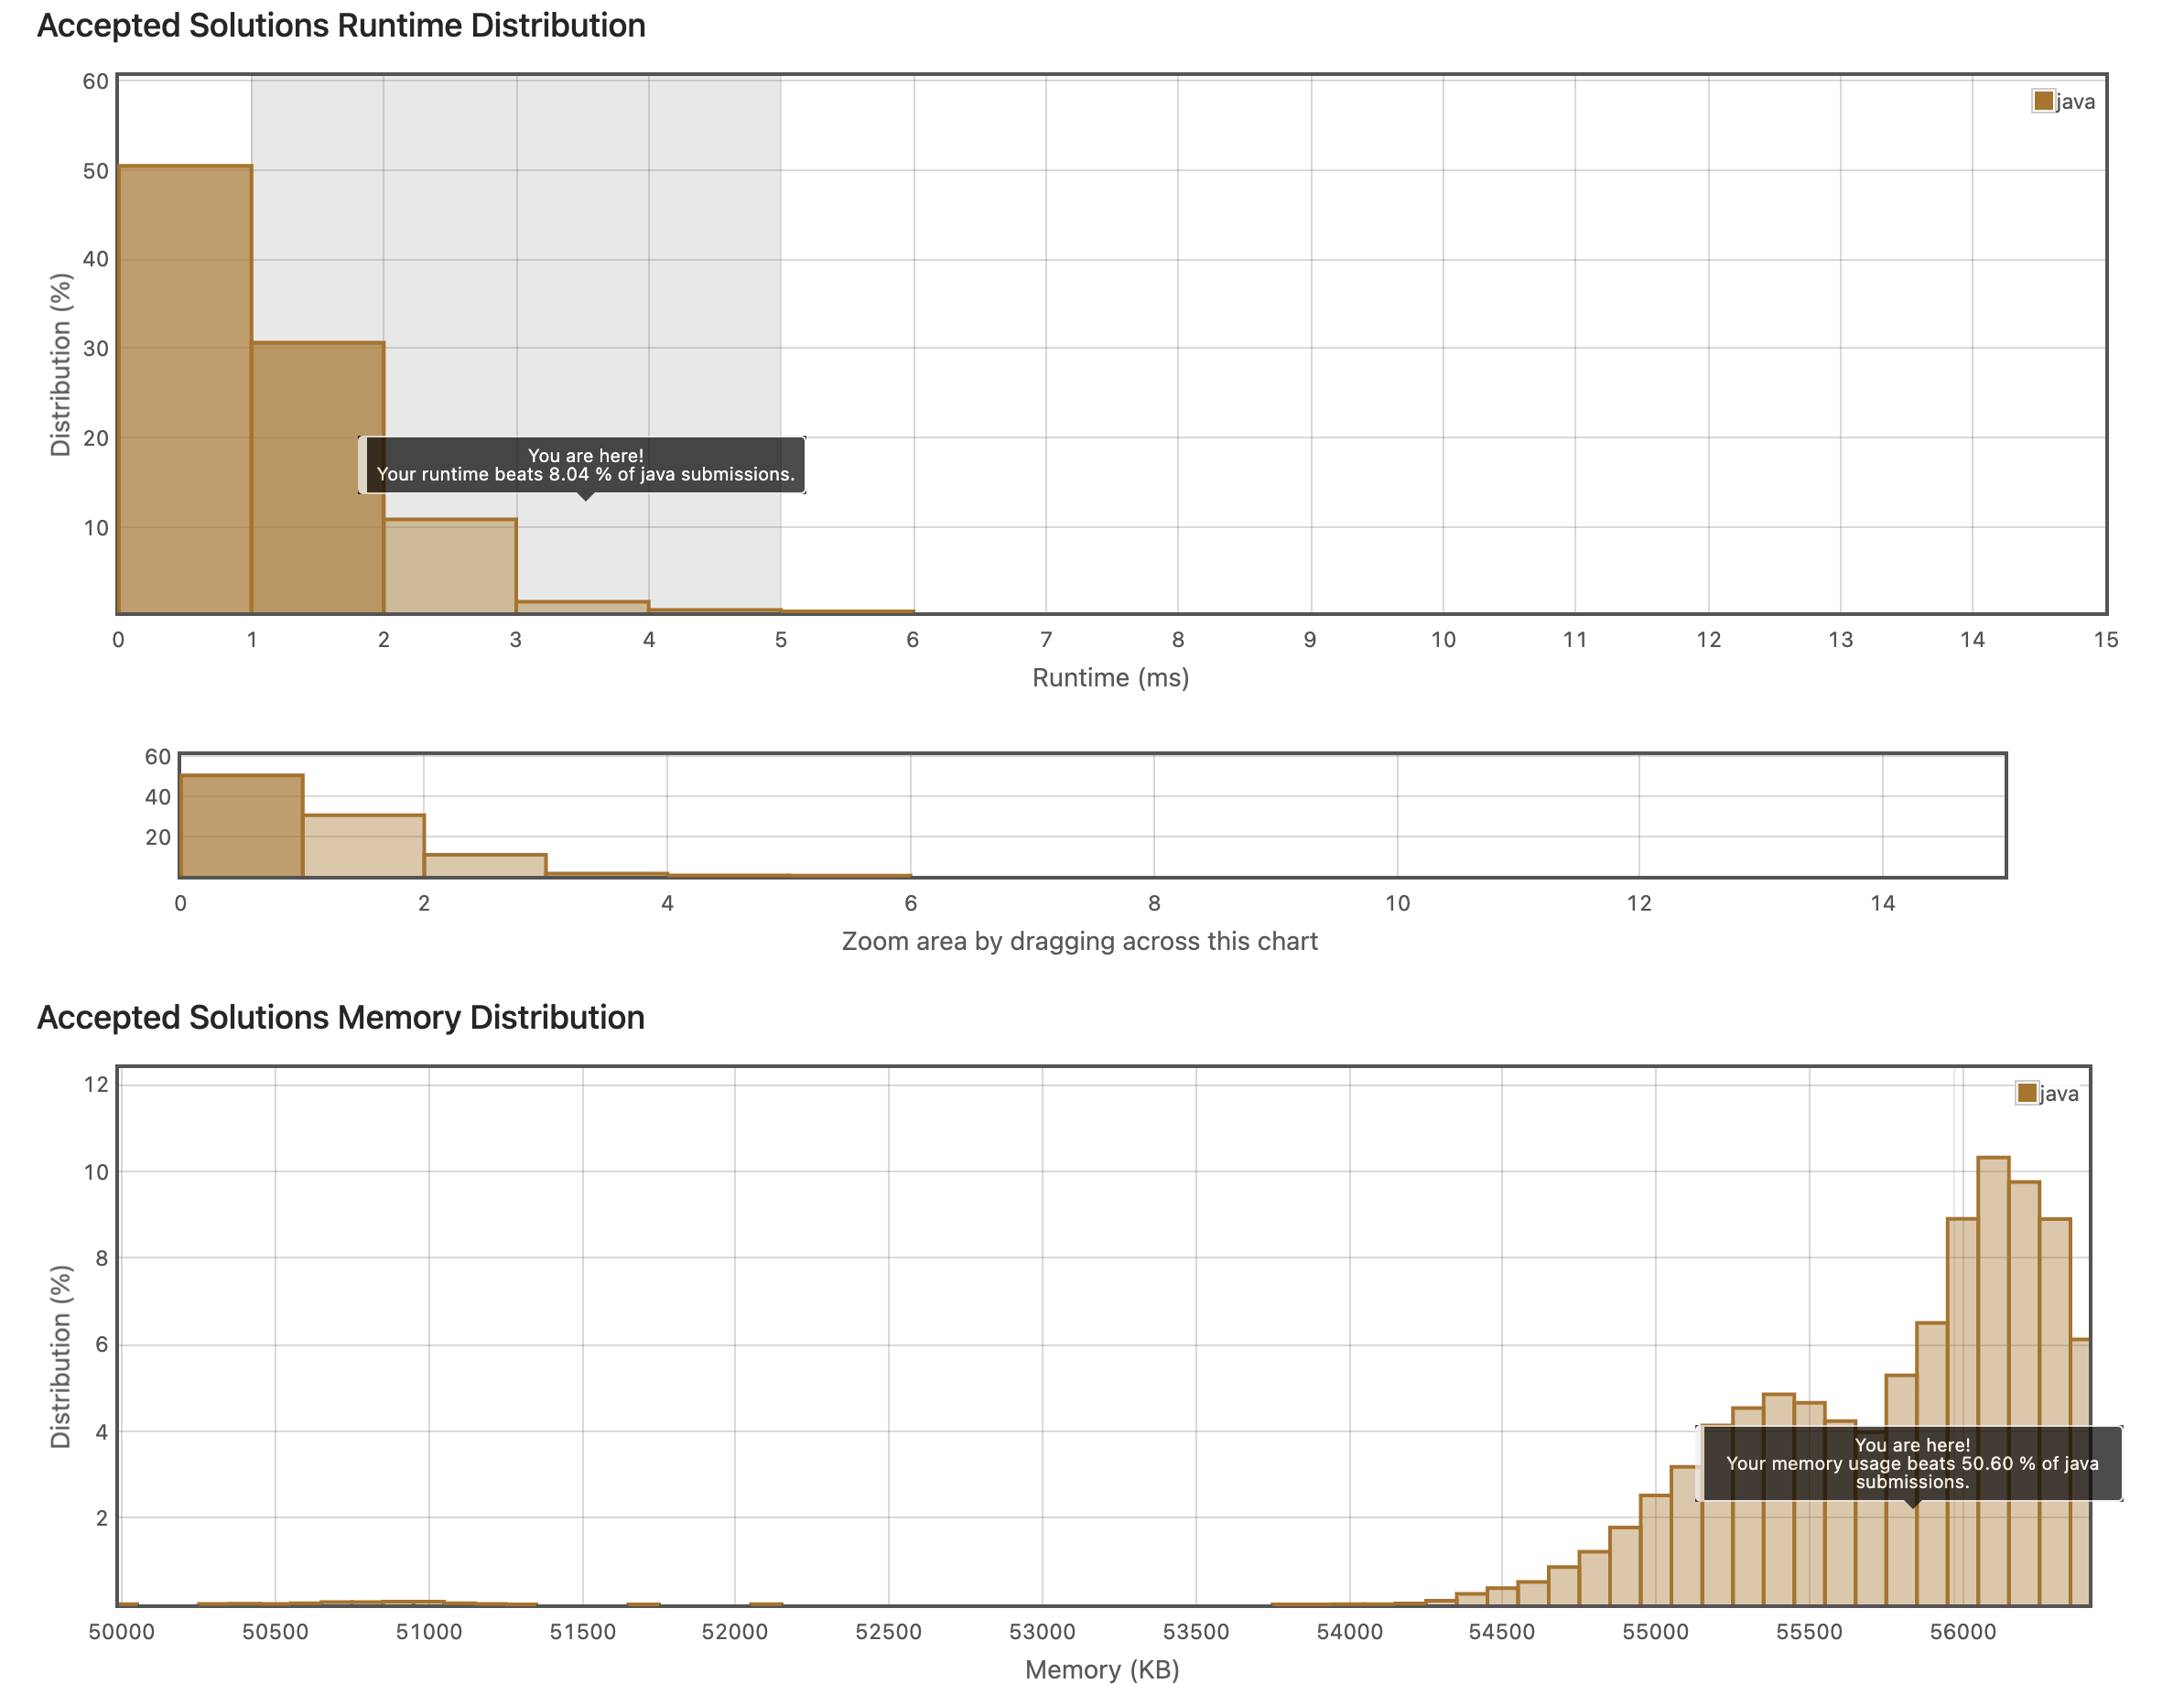 Accepted Solutions Runtime Distribution
60
50
40
30
20
10
Distribution (%)
java
You are here!
Your runtime beats 8.04 % of java submissions.
0 1 2 3 4 5 6 7 8 9 10 11 12 13 14 15
Runtime (ms)
60
40
20
0 2 4 6 8 10 12 14
Zoom area by dragging across this chart
Accepted Solutions Memory Distribution
12
10
8
6
4
2
Distribution (%)
java
You are here!
Your memory usage beats 50.60 % of java
submissions.
50000 50500 51000 51500 52000 52500 53000 53500 54000 54500 55000 55500 56000
Memory (KB)